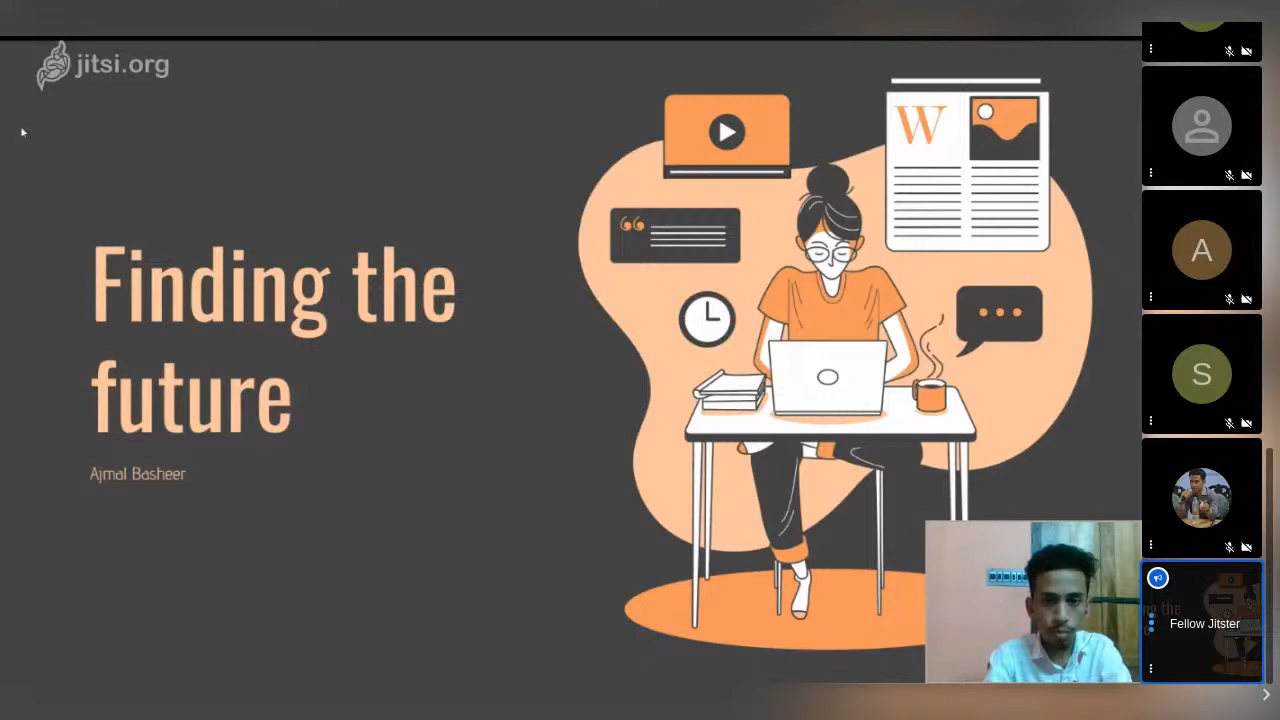 jitsi.org
W
“
Finding the
future
Ajmal Basheer
A
S
Fellow Jitster